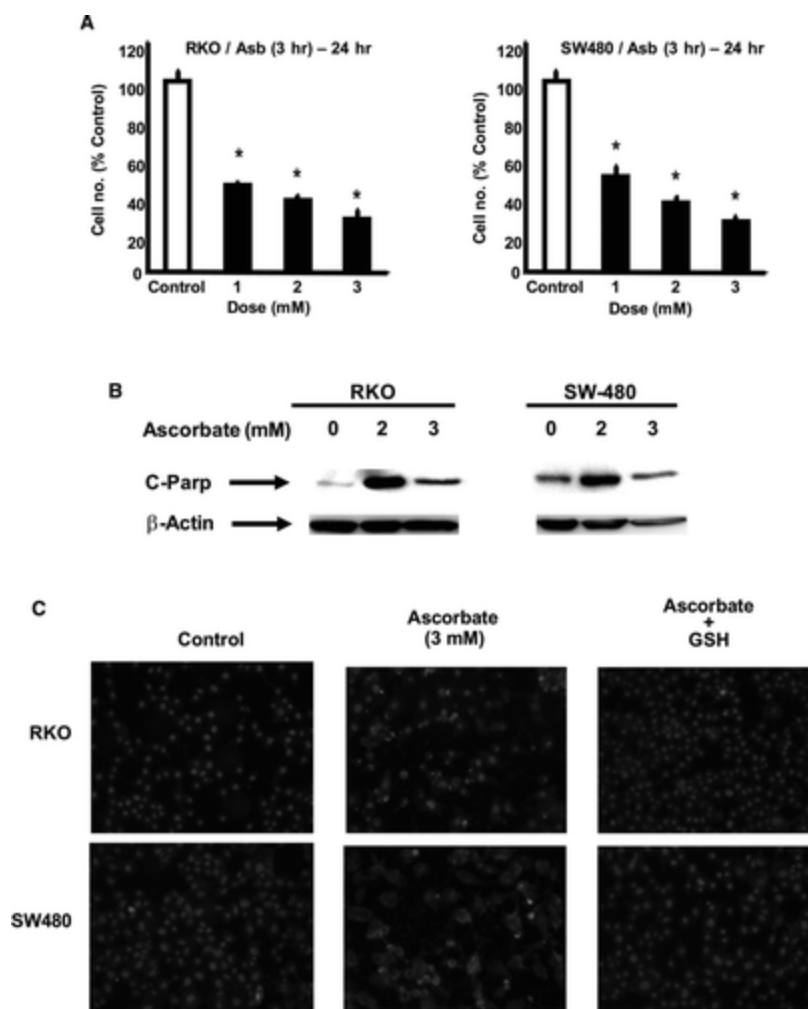 A
RKO / Asb (3 hr) – 24 hr
Cell no. (% Control)
120
100
80
60
40
20
0
*
*
*
Control 1 2 3
Dose (mM)
SW480 / Asb (3 hr) – 24 hr
Cell no. (% Control)
120
100
80
60
40
20
0
*
*
*
Control 1 2 3
Dose (mM)
B
RKO SW-480
Ascorbate (mM) 0 2 3 0 2 3
C-Parp
β-Actin
C
Control
Ascorbate
(3 mM)
Ascorbate
+
GSH
RKO
SW480